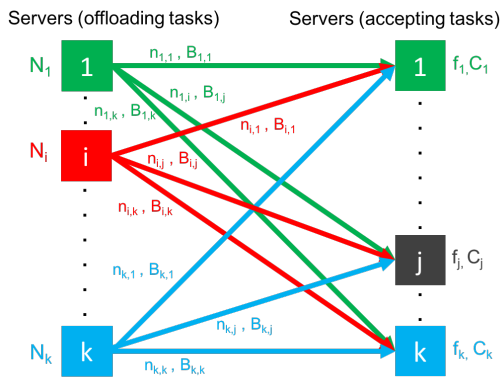 Servers (offloading tasks) Servers (accepting tasks)
N1 1 n1,1 , B1,1 1 f1,C1
n1,j , B1,j
n1,k , B1,k
ni,1 , Bi,1
Ni i
ni,j , Bi,j
ni,k , Bi,k
j fj, Cj
nk,1 , Bk,1
nk,j , Bk,j
Nk k nk,k , Bk,k k fk, Ck